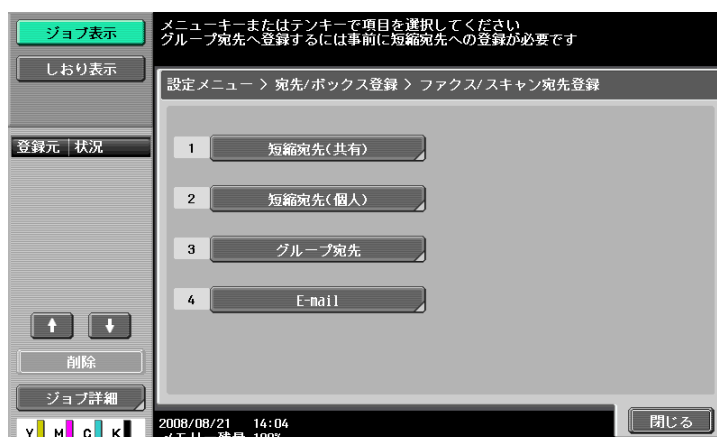 ジョブ表示
しおり表示
登録元 状況
削除
ジョブ詳細
Y M C K
メニューキーまたはテンキーで項目を選択してください
グループ宛先へ登録するには事前に短縮宛先への登録が必要です
設定メニュー > 宛先/ボックス登録 > ファクス/スキャン宛先登録
1 短縮宛先(共有)
2 短縮宛先(個人)
3 グループ宛先
4 E-mail
2008/08/21 14:04
メモリー残量 100%
閉じる